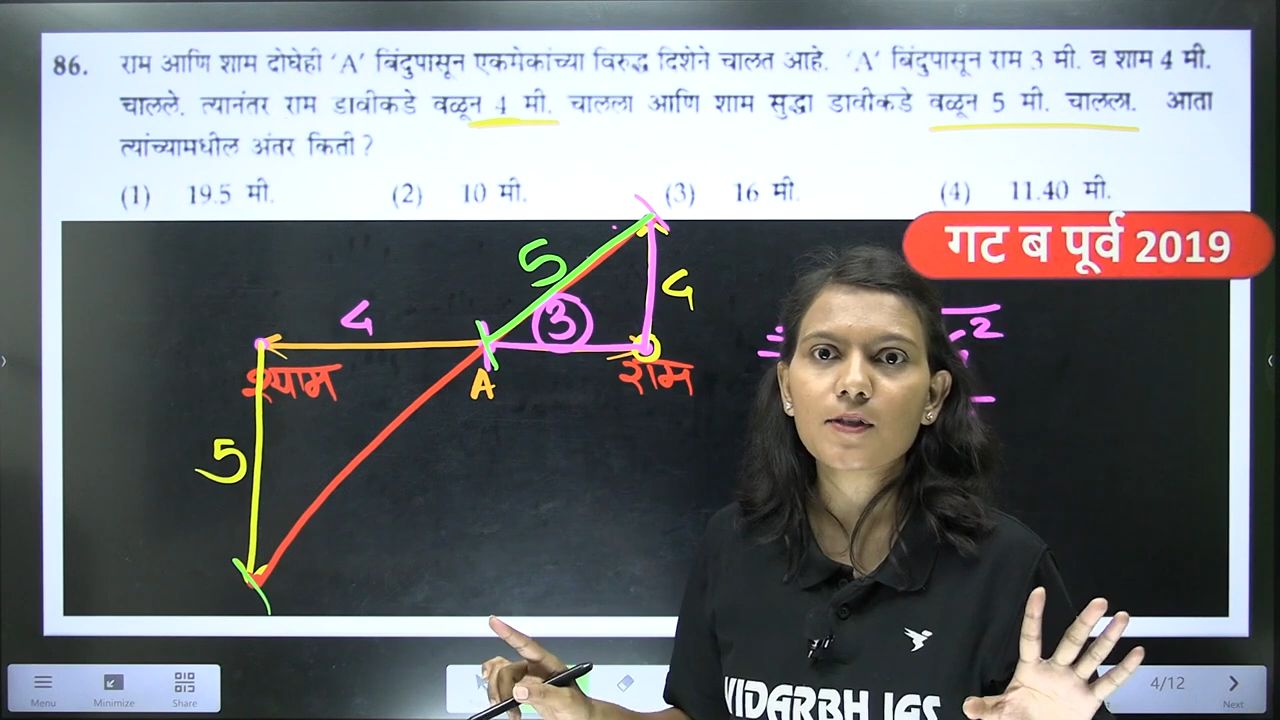 86. राम आणि शाम दोघेही ‘A’ बिंदुपासून एकमेकांच्या विरुद्ध दिशेने चालत आहे. ‘A’ बिंदुपासून राम 3 मी. व शाम 4 मी.
चालले. त्यानंतर राम डावीकडे वळून 4 मी. चालला आणि शाम सुद्धा डावीकडे वळून 5 मी. चालला. आता
त्यांच्यामधील अंतर किती ?
(1) 19.5 मी. (2) 10 मी. (3) 16 मी. (4) 11.40 मी.
गट ब पूर्व 2019
5
4
4
3
श्याम
A
राम
5
2
VIDARBH IAS
Menu
Minimize
Share
4/12
Next